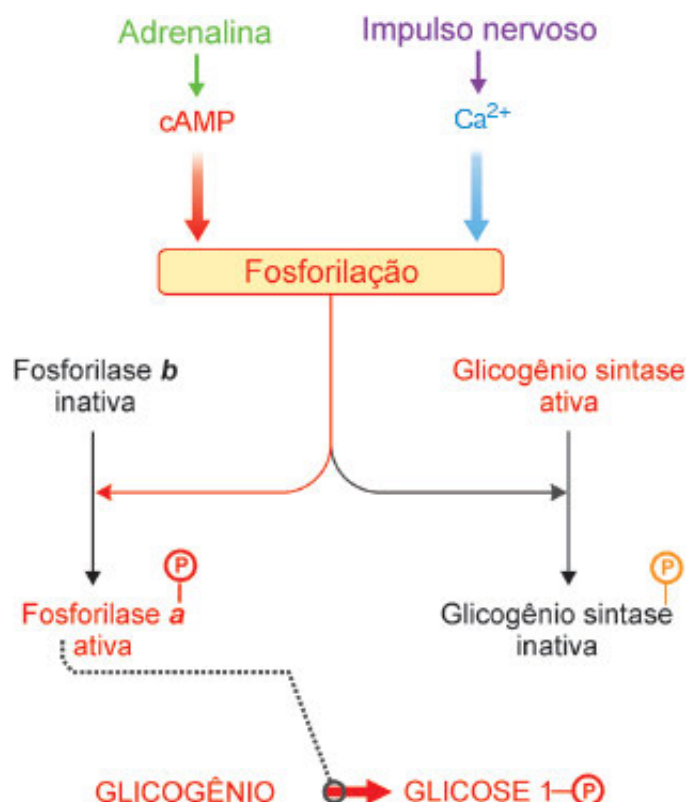 Adrenalina
Impulso nervoso
cAMP
Ca²⁺
Fosforilação
Fosforilase b
inativa
Glicogênio sintase
ativa
P
Fosforilase a
ativa
P
Glicogênio sintase
inativa
GLICOGÊNIO
GLICOSE 1—P